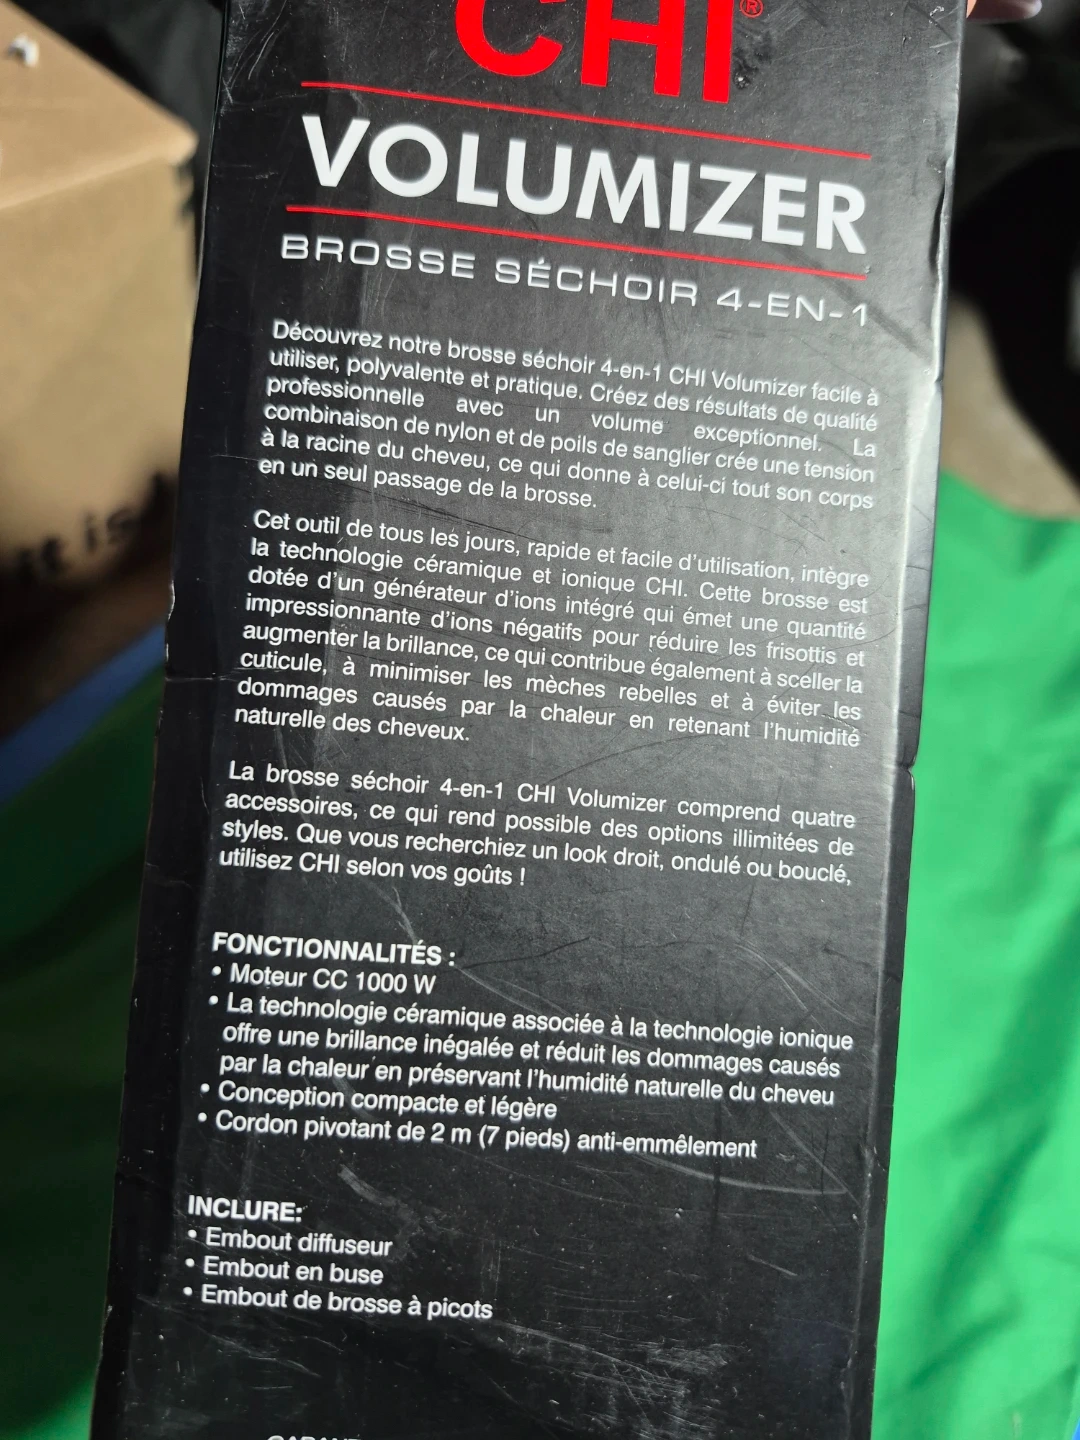 CHI®
VOLUMIZER
BROSSE SÉCHOIR 4-EN-1
Découvrez notre brosse séchoir 4-en-1 CHI Volumizer facile à
utiliser, polyvalente et pratique. Créez des résultats de qualité
professionnelle avec un volume exceptionnel. La
combinaison de nylon et de poils de sanglier crée une tension
à la racine du cheveu, ce qui donne à celui-ci tout son corps
en un seul passage de la brosse.
Cet outil de tous les jours, rapide et facile d'utilisation, intègre
la technologie céramique et ionique CHI. Cette brosse est
dotée d'un générateur d'ions intégré qui émet une quantité
impressionnante d'ions négatifs pour réduire les frisottis et
augmenter la brillance, ce qui contribue également à sceller la
cuticule, à minimiser les mèches rebelles et à éviter les
dommages causés par la chaleur en retenant l'humidité
naturelle des cheveux.
La brosse séchoir 4-en-1 CHI Volumizer comprend quatre
accessoires, ce qui rend possible des options illimitées de
styles. Que vous recherchiez un look droit, ondulé ou bouclé,
utilisez CHI selon vos goûts !
FONCTIONNALITÉS :
• Moteur CC 1000 W
• La technologie céramique associée à la technologie ionique
offre une brillance inégalée et réduit les dommages causés
par la chaleur en préservant l'humidité naturelle du cheveu
• Conception compacte et légère
• Cordon pivotant de 2 m (7 pieds) anti-emmêlement
INCLURE:
• Embout diffuseur
• Embout en buse
• Embout de brosse à picots